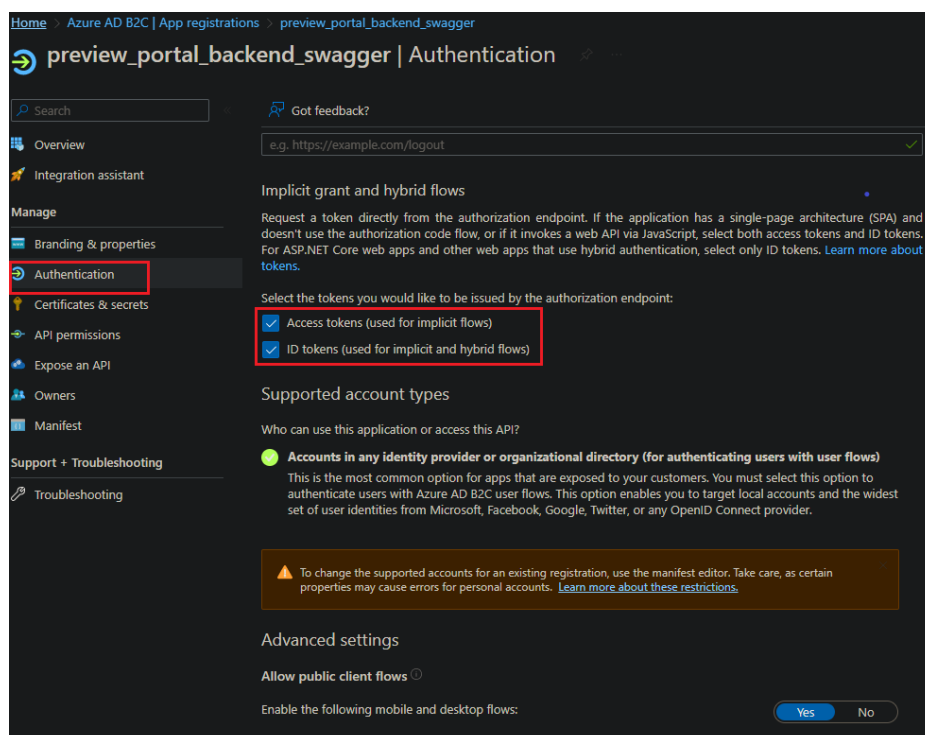 Home > Azure AD B2C | App registrations > preview_portal_backend_swagger
preview_portal_backend_swagger | Authentication
Search
Got feedback?
Overview
Integration assistant
Manage
Branding & properties
Authentication
Certificates & secrets
API permissions
Expose an API
Owners
Manifest
Support + Troubleshooting
Troubleshooting
e.g. https://example.com/logout
Implicit grant and hybrid flows
Request a token directly from the authorization endpoint. If the application has a single-page architecture (SPA) and
doesn't use the authorization code flow, or if it invokes a web API via JavaScript, select both access tokens and ID tokens.
For ASP.NET Core web apps and other web apps that use hybrid authentication, select only ID tokens. Learn more about
tokens.
Select the tokens you would like to be issued by the authorization endpoint:
Access tokens (used for implicit flows)
ID tokens (used for implicit and hybrid flows)
Supported account types
Who can use this application or access this API?
Accounts in any identity provider or organizational directory (for authenticating users with user flows)
This is the most common option for apps that are exposed to your customers. You must select this option to
authenticate users with Azure AD B2C user flows. This option enables you to target local accounts and the widest
set of user identities from Microsoft, Facebook, Google, Twitter, or any OpenID Connect provider.
To change the supported accounts for an existing registration, use the manifest editor. Take care, as certain
properties may cause errors for personal accounts. Learn more about these restrictions.
Advanced settings
Allow public client flows
Enable the following mobile and desktop flows:
Yes No